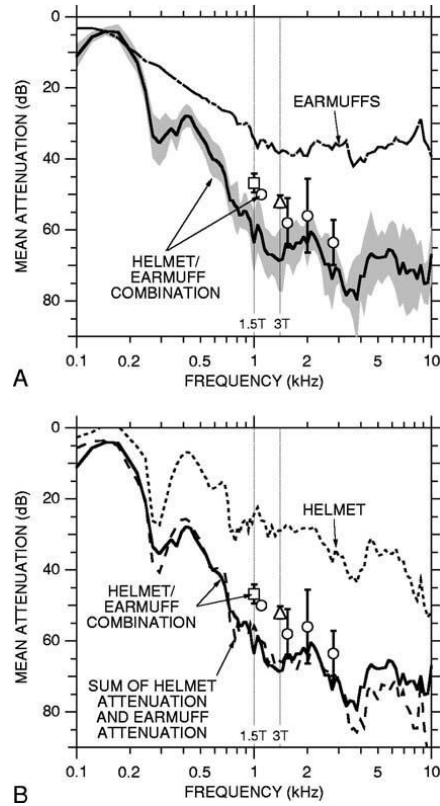 0
20
40
60
80
MEAN ATTENUATION
(dB)
EARMUFFS
HELMET/
EARMUFF
COMBINATION
1.5T
3T
0.1
0.2
0.5
1
2
5
10
FREQUENCY (kHz)
A
0
20
40
60
80
MEAN ATTENUATION
(dB)
HELMET
HELMET/
EARMUFF
COMBINATION
SUM OF HELMET
ATTENUATION
AND EARMUFF
ATTENUATION
1.5T
3T
0.1
0.2
0.5
1
2
5
10
FREQUENCY (kHz)
B